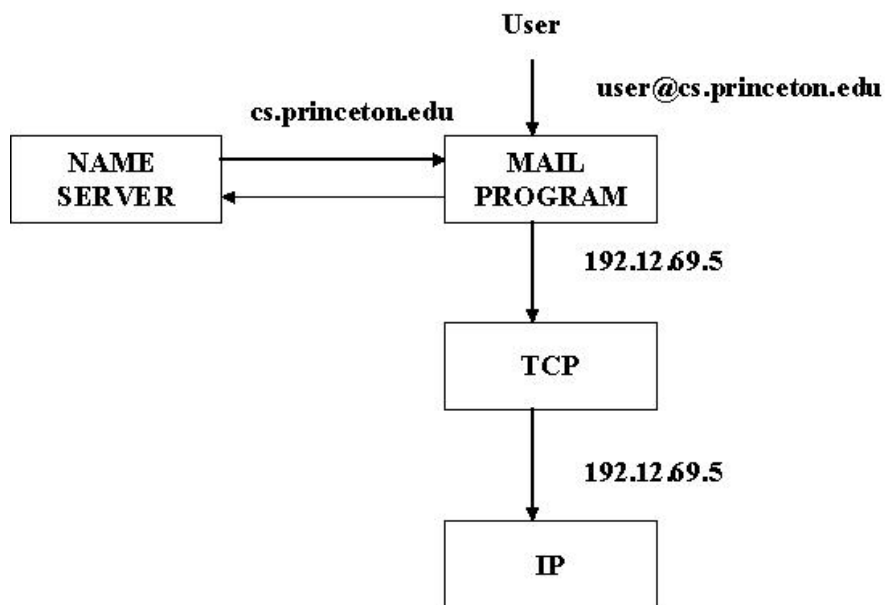 User
user@cs.princeton.edu
cs.princeton.edu
NAME
SERVER
MAIL
PROGRAM
192.12.69.5
TCP
192.12.69.5
IP